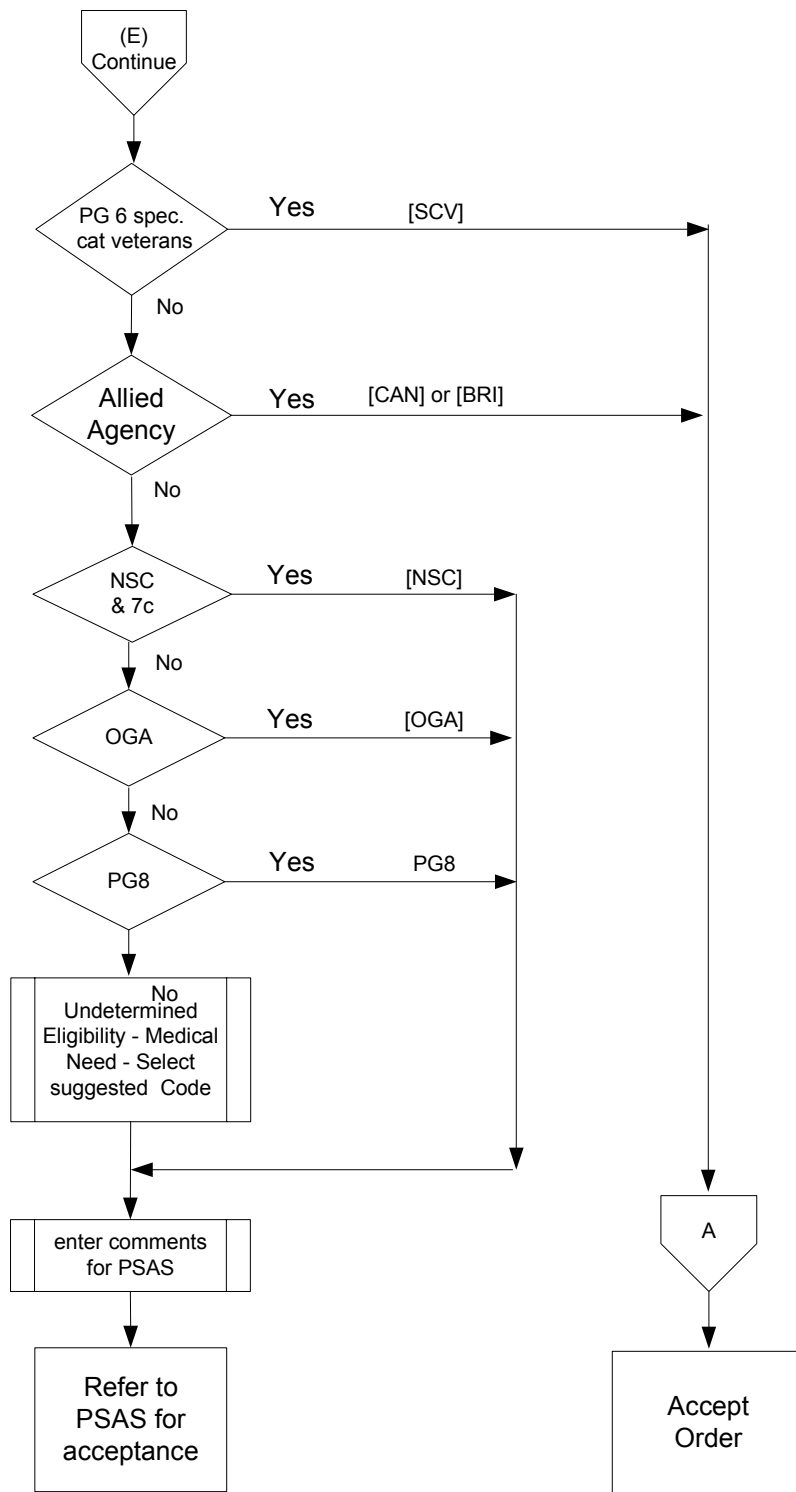 (E)
Continue
PG 6 spec.
cat veterans
Yes
[SCV]
No
Allied
Agency
Yes
[CAN] or [BRI]
No
NSC
& 7c
Yes
[NSC]
No
OGA
Yes
[OGA]
No
PG8
Yes
PG8
No
Undetermined
Eligibility - Medical
Need - Select
suggested Code
enter comments
for PSAS
A
Refer to
PSAS for
acceptance
Accept
Order